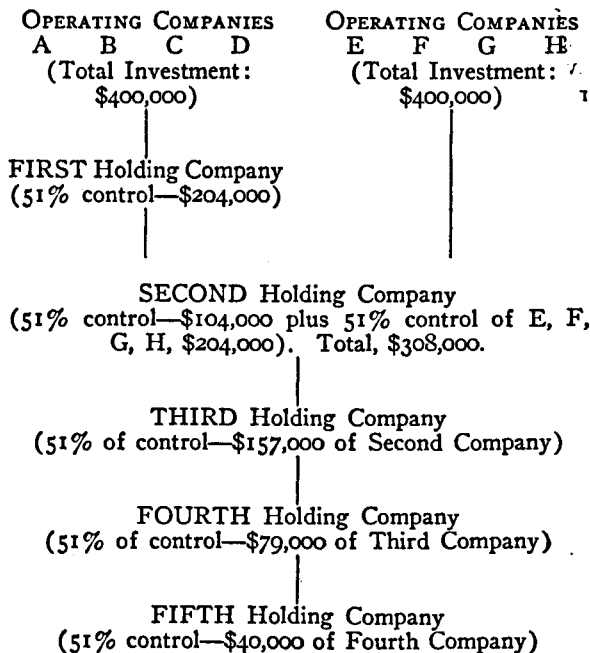 OPERATING COMPANIES
A B C D
(Total Investment:
$400,000)
OPERATING COMPANIES
E F G H
(Total Investment:
$400,000)
FIRST Holding Company
(51% control—$204,000)
SECOND Holding Company
(51% control—$104,000 plus 51% control of E, F,
G, H, $204,000). Total, $308,000.
THIRD Holding Company
(51% of control—$157,000 of Second Company)
FOURTH Holding Company
(51% of control—$79,000 of Third Company)
FIFTH Holding Company
(51% control—$40,000 of Fourth Company)